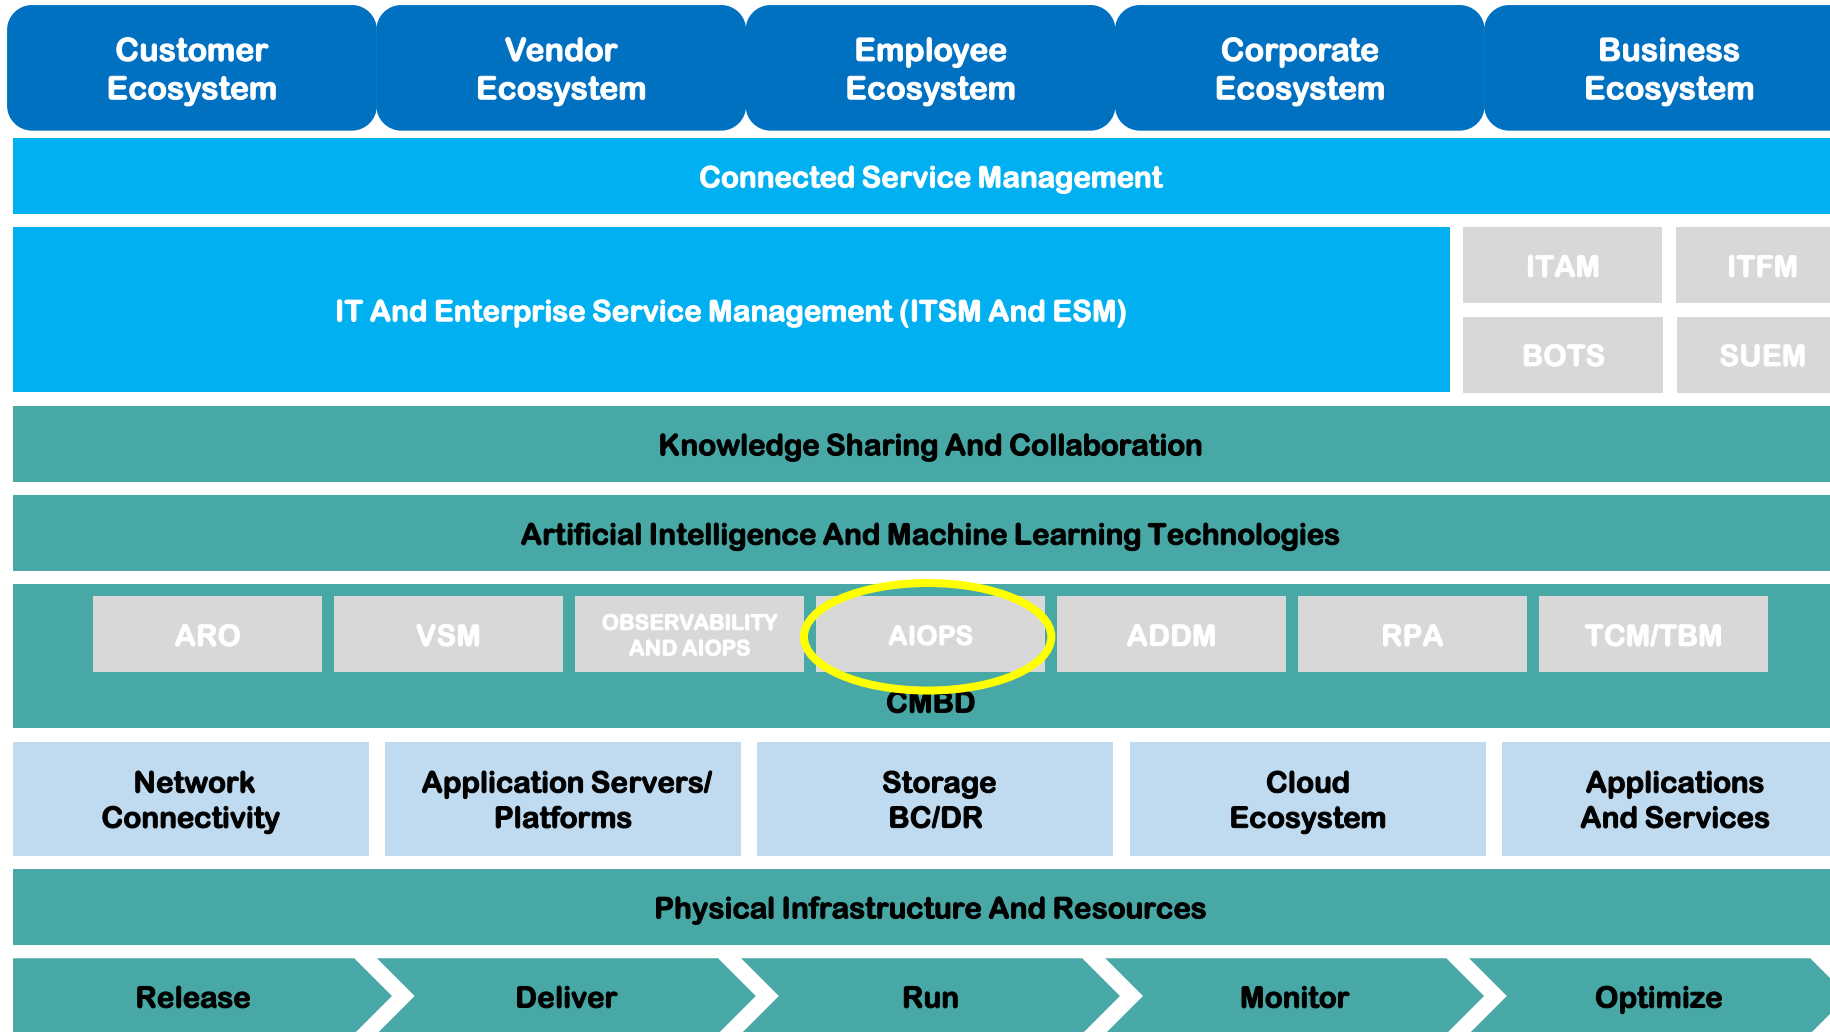 Customer
Ecosystem
Vendor
Ecosystem
Employee
Ecosystem
Corporate
Ecosystem
Business
Ecosystem
Connected Service Management
IT And Enterprise Service Management (ITSM And ESM)
ITAM
ITFM
BOTS
SUEM
Knowledge Sharing And Collaboration
Artificial Intelligence And Machine Learning Technologies
ARO
VSM
OBSERVABILITY
AND AIOPS
AIOPS
ADDM
RPA
TCM/TBM
CMBD
Network
Connectivity
Application Servers/
Platforms
Storage
BC/DR
Cloud
Ecosystem
Applications
And Services
Physical Infrastructure And Resources
Release
Deliver
Run
Monitor
Optimize